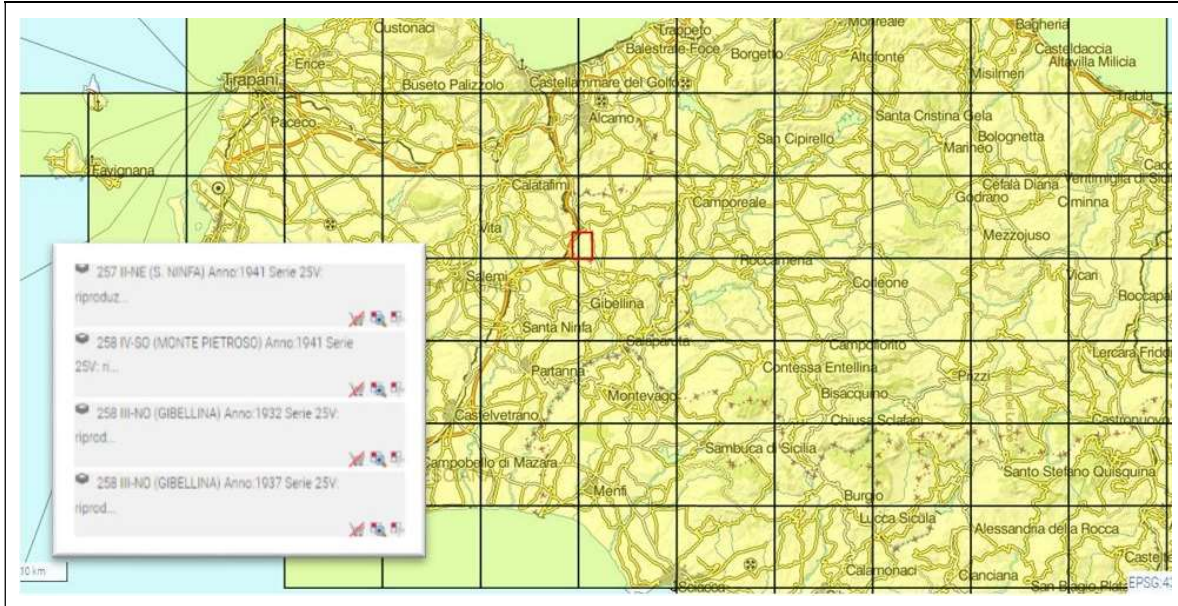 Custonaci
Trappeto
Monreale
Bagheria
Balestrate Foce
Borgetto
Altofonte
Casteldaccia
Altavilla Milicia
Erice
Misilmeri
Trapani
Buseto Palizzolo
Castellammare del Golfo
Trabia
Paceco
Alcamo
Santa Cristina Gela
San Cipirello
Bolognetta
Marineo
Favignana
Calatafimi
Cefalà Diana
Godrano
Ciminna
Camporeale
Vita
Mezzojuso
Roccamena
Salemi
Vicari
Corleone
Gibellina
Santa Ninfa
Salaparuta
Campofiorito
Lercara Friddi
Partanna
Contessa Entellina
Prizzi
Montevago
Bisacquino
Castelvetrano
Chiusa Sclafani
Castronuovo
Campobello di Mazara
Sambuca di Sicilia
Santo Stefano Quisquina
Menfi
Burgio
Lucca Sicula
Alessandria della Rocca
Calamonaci
Cianciana
Sciacca
San Biagio Plata
257 II-NE (S. NINFA) Anno:1941 Serie 25V:
riproduz...
258 IV-SO (MONTE PIETROSO) Anno:1941 Serie
25V: ri...
258 III-NO (GIBELLINA) Anno:1932 Serie 25V:
riprod...
258 III-NO (GIBELLINA) Anno:1937 Serie 25V:
riprod...
10 km